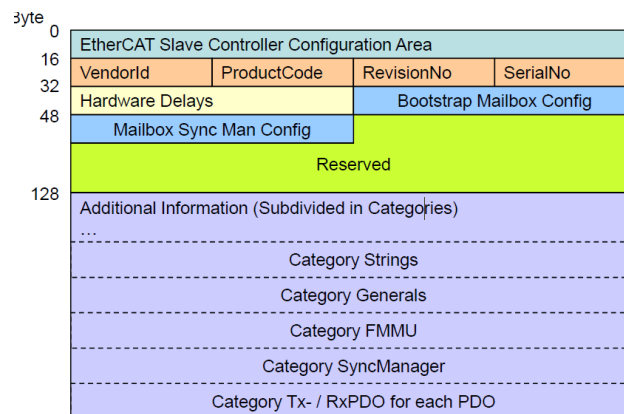 Byte 0
EtherCAT Slave Controller Configuration Area
16
VendorId ProductCode RevisionNo SerialNo
32
Hardware Delays Bootstrap Mailbox Config
48
Mailbox Sync Man Config
Reserved
128
Additional Information (Subdivided in Categories)
…
Category Strings
Category Generals
Category FMMU
Category SyncManager
Category Tx- / RxPDO for each PDO